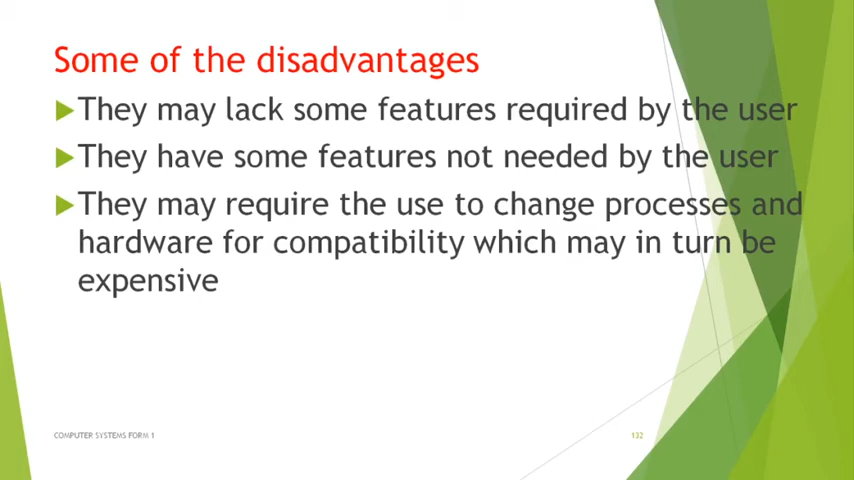 Some of the disadvantages
They may lack some features required by the user
They have some features not needed by the user
They may require the use to change processes and
hardware for compatibility which may in turn be
expensive
COMPUTER SYSTEMS FORM 1
132